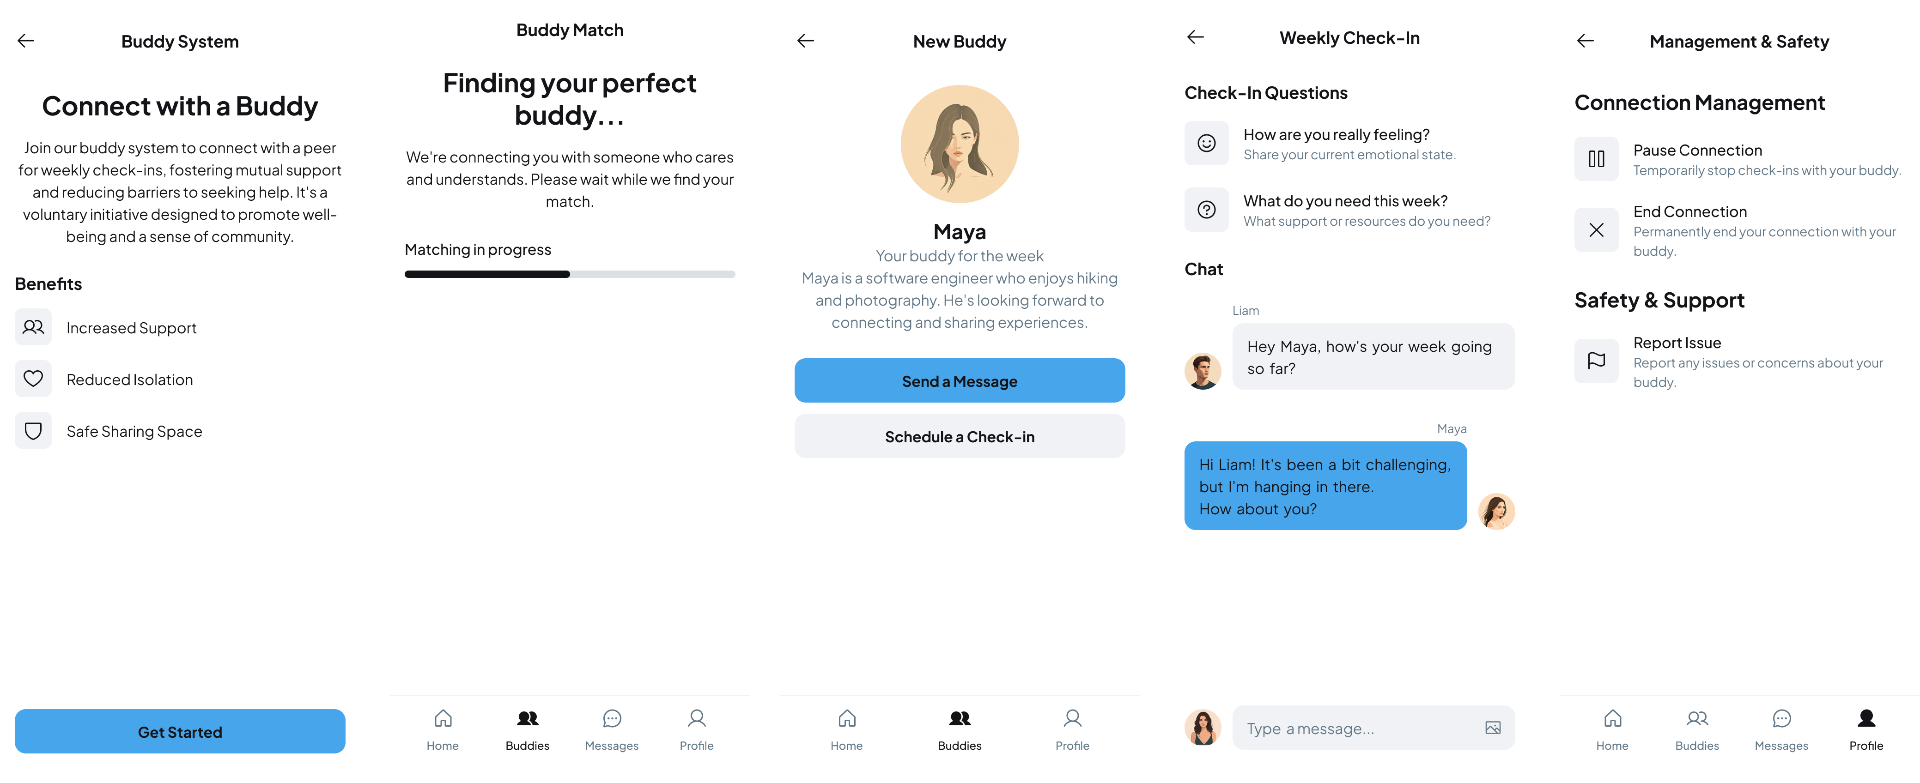 Buddy System
Connect with a Buddy
Join our buddy system to connect with a peer
for weekly check-ins, fostering mutual support
and reducing barriers to seeking help. It's a
voluntary initiative designed to promote well-
being and a sense of community.
Benefits
Increased Support
Reduced Isolation
Safe Sharing Space
Get Started
Buddy Match
Finding your perfect
buddy...
We're connecting you with someone who cares
and understands. Please wait while we find your
match.
Matching in progress
Home
Buddies
Messages
Profile
New Buddy
Maya
Your buddy for the week
Maya is a software engineer who enjoys hiking
and photography. He's looking forward to
connecting and sharing experiences.
Send a Message
Schedule a Check-in
Home
Buddies
Profile
Weekly Check-In
Check-In Questions
How are you really feeling?
Share your current emotional state.
What do you need this week?
What support or resources do you need?
Chat
Liam
Hey Maya, how's your week going
so far?
Maya
Hi Liam! It's been a bit challenging,
but I'm hanging in there.
How about you?
Type a message...
Management & Safety
Connection Management
Pause Connection
Temporarily stop check-ins with your buddy.
End Connection
Permanently end your connection with your
buddy.
Safety & Support
Report Issue
Report any issues or concerns about your
buddy.
Home
Buddies
Messages
Profile